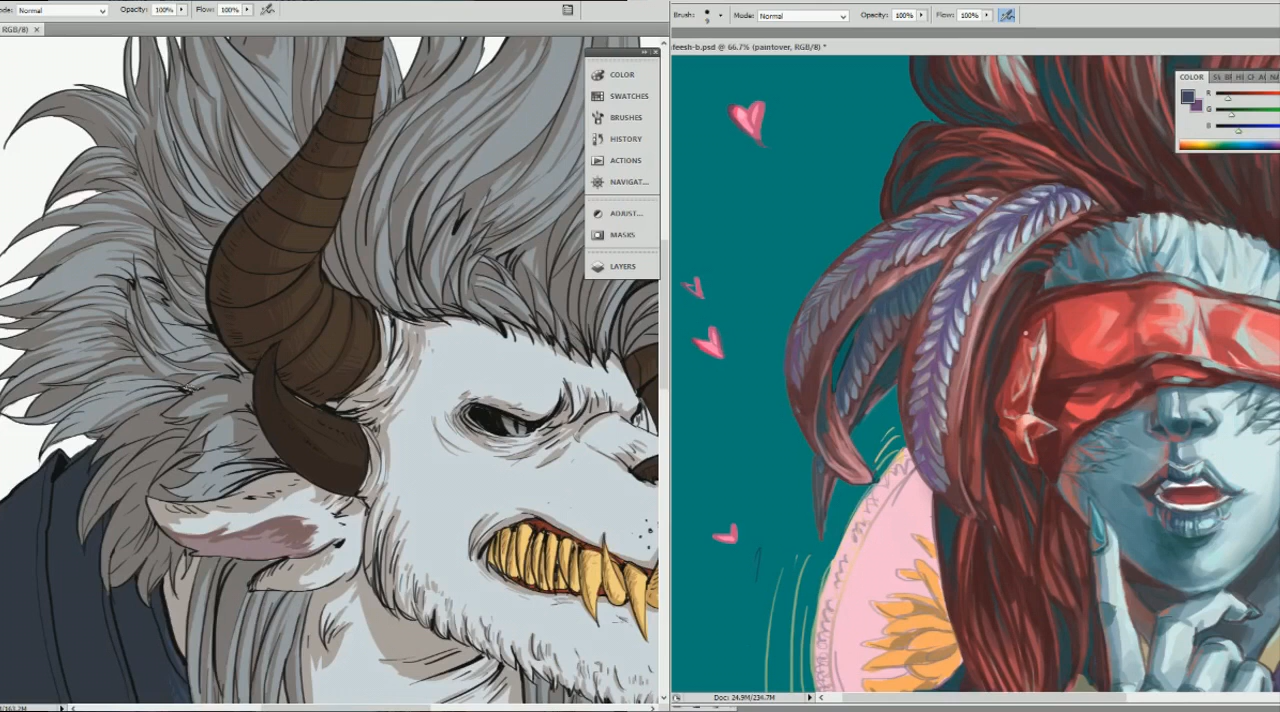 Normal Opacity: 100% Flow: 100%
RGB/8)
COLOR
SWATCHES
BRUSHES
HISTORY
ACTIONS
NAVIGAT...
ADJUST...
MASKS
LAYERS
Brush: Mode: Normal Opacity: 100% Flow: 100%
feesh-b.psd @ 66.7% (paintover, RGB/8) *
COLOR
R
G
B
Doc: 24.9M/234.7M